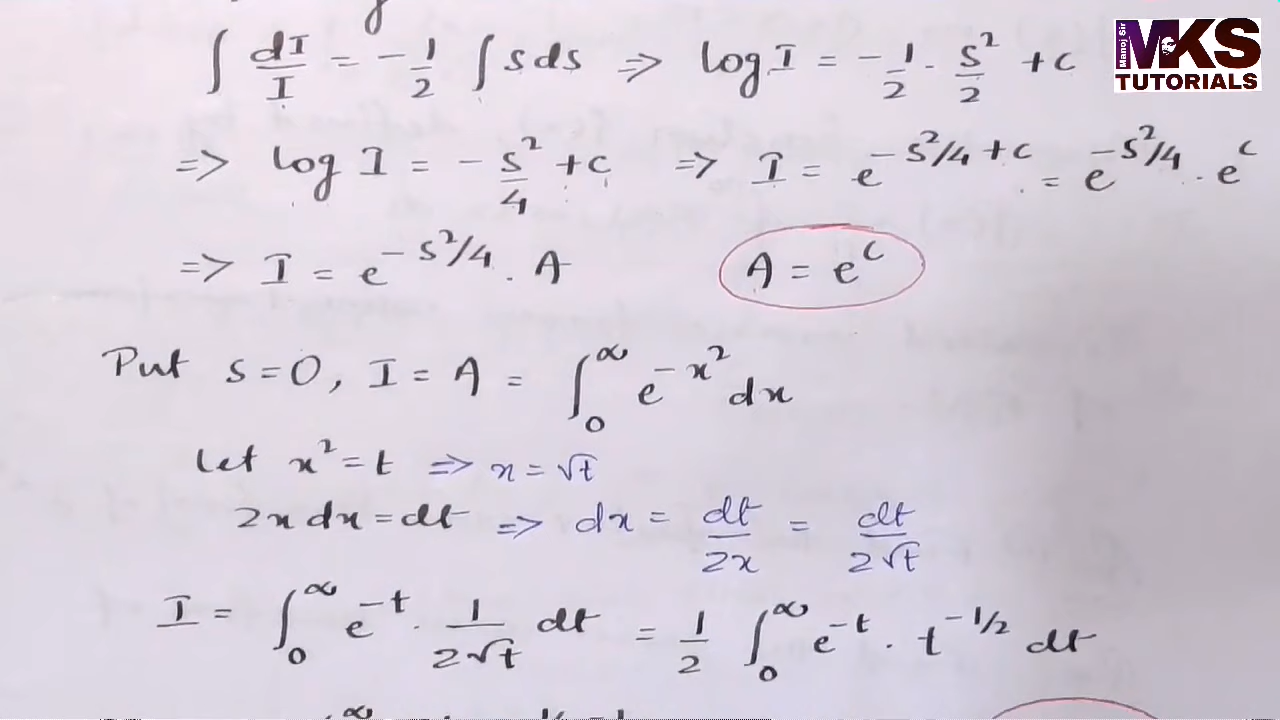 ∫ dI/I = -1/2 ∫ s ds => log I = -1/2 · s²/2 + c
=> log I = -s²/4 + c => I = e^{-s²/4 + c} = e^{-s²/4} · e^c
=> I = e^{-s²/4} · A A = e^c
Put s=0, I = A = ∫₀^∞ e^{-x²} dx
Let x² = t => x = √t
2x dx = dt => dx = dt/2x = dt/2√t
I = ∫₀^∞ e^{-t} · 1/2√t dt = 1/2 ∫₀^∞ e^{-t} · t^{-1/2} dt
Manoj Sir
MKS
TUTORIALS